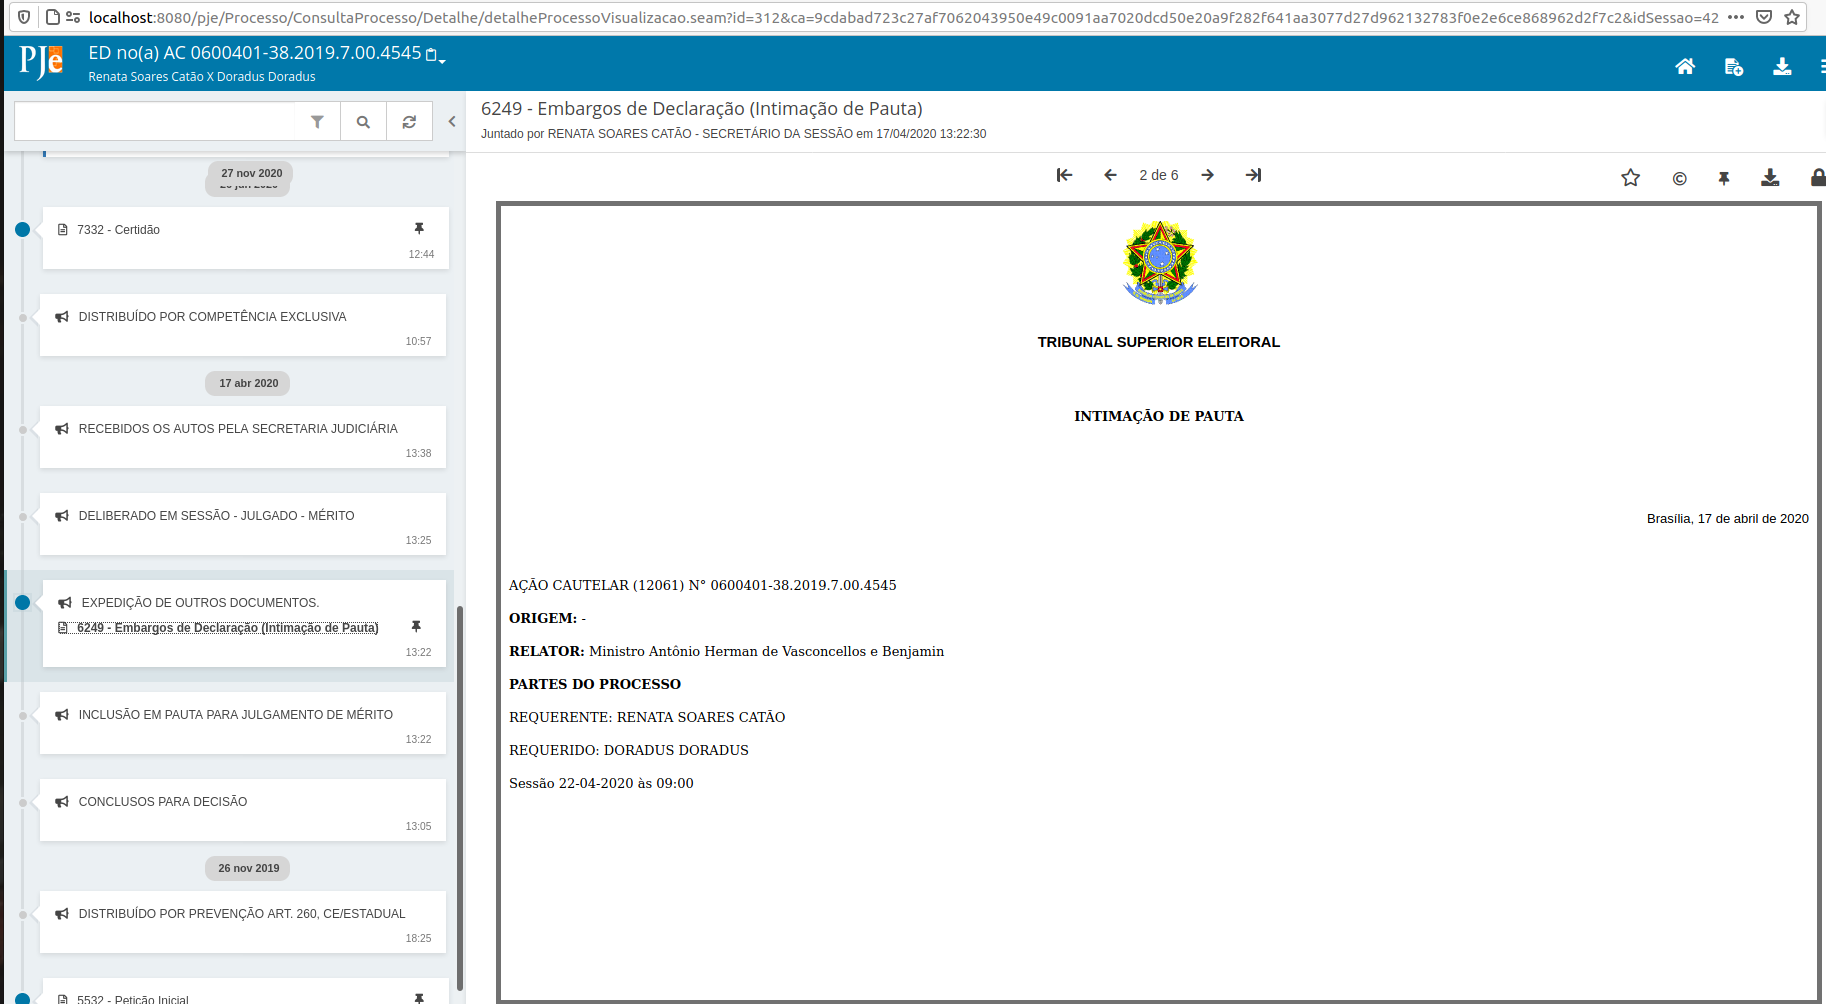 localhost:8080/pje/Processo/ConsultaProcesso/Detalhe/detalheProcessoVisualizacao.seam?id=312&ca=9cdabad723c27af7062043950e49c0091aa7020dcd50e20a9f282f641aa3077d27d962132783f0e2e6ce868962d2f7c2&idSessao=42
PJe
ED no(a) AC 0600401-38.2019.7.00.4545
Renata Soares Catão X Doradus Doradus
27 nov 2020
7332 - Certidão
12:44
DISTRIBUÍDO POR COMPETÊNCIA EXCLUSIVA
10:57
17 abr 2020
RECEBIDOS OS AUTOS PELA SECRETARIA JUDICIÁRIA
13:38
DELIBERADO EM SESSÃO - JULGADO - MÉRITO
13:25
EXPEDIÇÃO DE OUTROS DOCUMENTOS.
6249 - Embargos de Declaração (Intimação de Pauta)
13:22
INCLUSÃO EM PAUTA PARA JULGAMENTO DE MÉRITO
13:22
CONCLUSOS PARA DECISÃO
13:05
26 nov 2019
DISTRIBUÍDO POR PREVENÇÃO ART. 260, CE/ESTADUAL
18:25
5532 - Petição Inicial
6249 - Embargos de Declaração (Intimação de Pauta)
Juntado por RENATA SOARES CATÃO - SECRETÁRIO DA SESSÃO em 17/04/2020 13:22:30
2 de 6
TRIBUNAL SUPERIOR ELEITORAL
INTIMAÇÃO DE PAUTA
Brasília, 17 de abril de 2020
AÇÃO CAUTELAR (12061) N° 0600401-38.2019.7.00.4545
ORIGEM: -
RELATOR: Ministro Antônio Herman de Vasconcellos e Benjamin
PARTES DO PROCESSO
REQUERENTE: RENATA SOARES CATÃO
REQUERIDO: DORADUS DORADUS
Sessão 22-04-2020 às 09:00